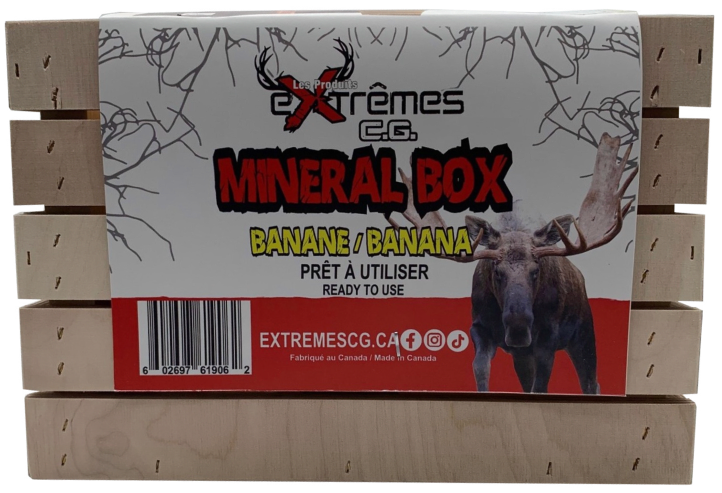 Les Produits
eXtrêmes
C.G.
MINERAL BOX
BANANE / BANANA
PRÊT À UTILISER
READY TO USE
EXTREMESCG.CA
Fabriqué au Canada / Made in Canada
6 02697 61906 2